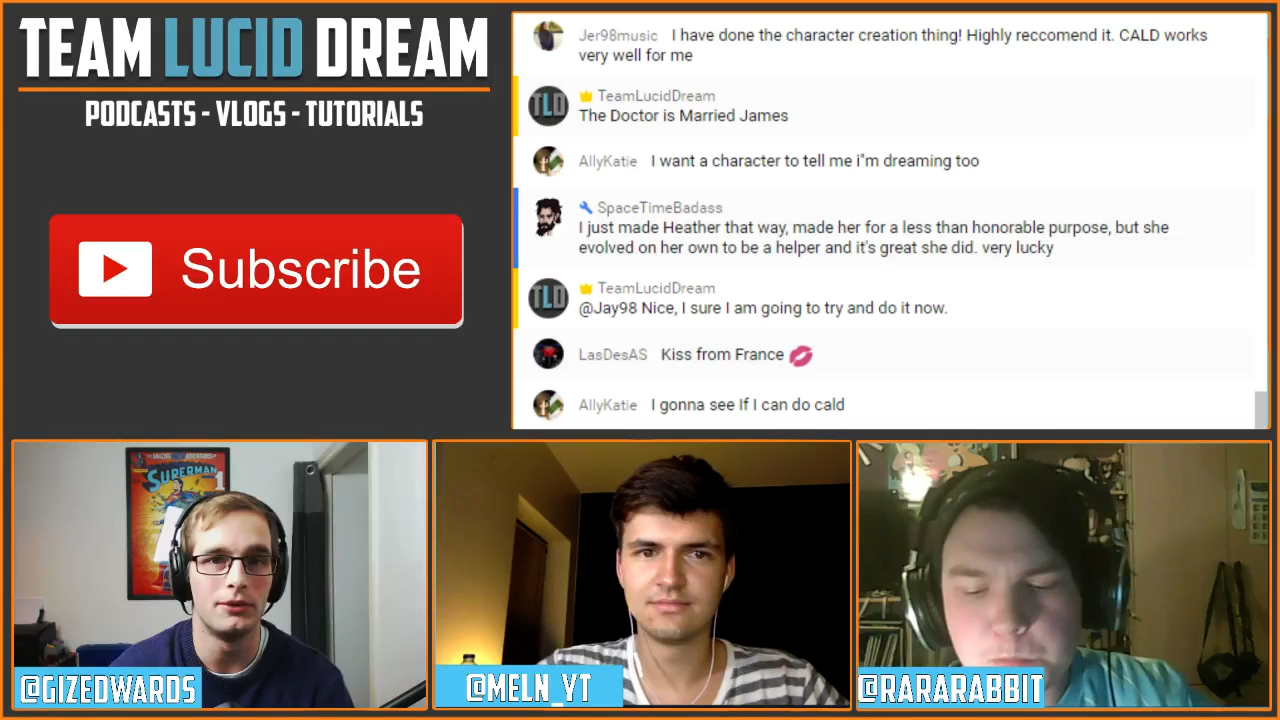 TEAM LUCID DREAM
PODCASTS - VLOGS - TUTORIALS
Subscribe
Jer98music I have done the character creation thing! Highly reccomend it. CALD works
very well for me
TLD TeamLucidDream
The Doctor is Married James
AllyKatie I want a character to tell me i"m dreaming too
SpaceTimeBadass
I just made Heather that way, made her for a less than honorable purpose, but she
evolved on her own to be a helper and it's great she did. very lucky
TLD TeamLucidDream
@Jay98 Nice, I sure I am going to try and do it now.
LasDesAS Kiss from France
AllyKatie I gonna see If I can do cald
SUPERMAN
1
@GIZEDWARDS
@MELN_YT
@RARARABBIT